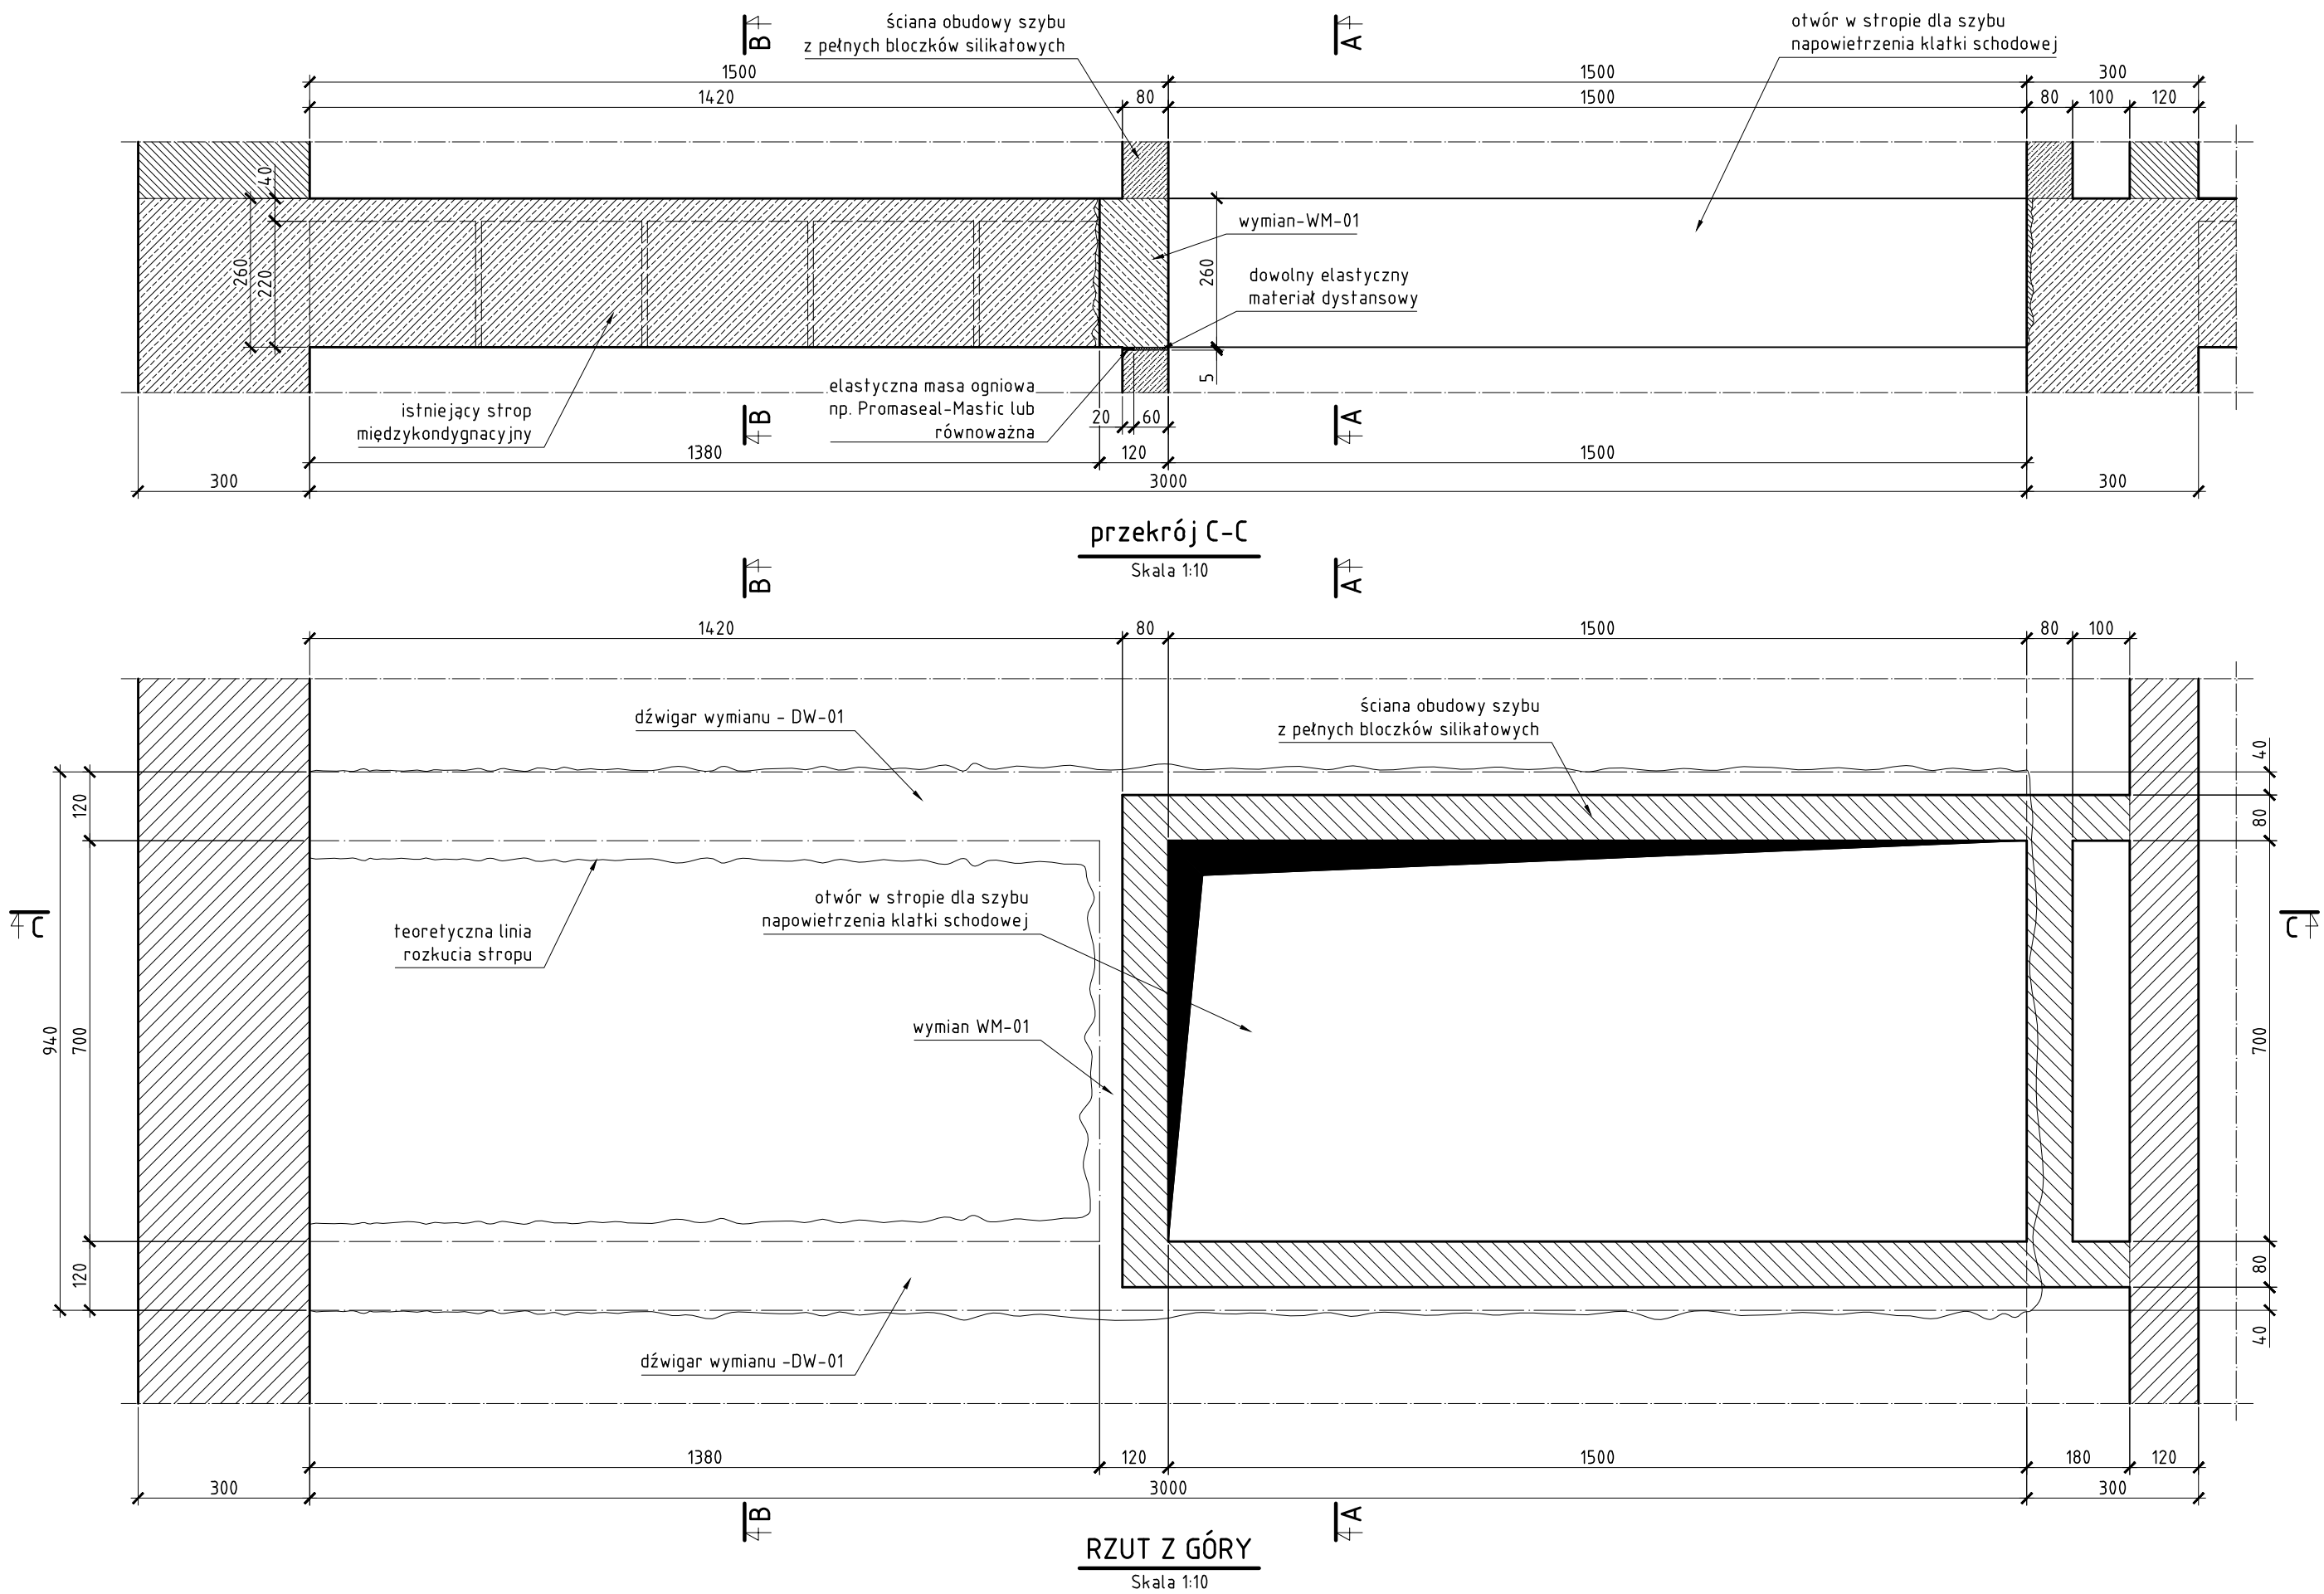 B
ściana obudowy szybu
z pełnych bloczków silikatowych
A
otwór w stropie dla szybu
napowietrzenia klatki schodowej
1500
1500
300
1420
80
1500
80
100
120
40
260
220
wymian-WM-01
dowolny elastyczny
materiał dystansowy
260
5
elastyczna masa ogniowa
np. Promaseal-Mastic lub
równoważna
istniejący strop
międzykondygnacyjny
B
20
60
A
1380
120
1500
300
3000
300
przekrój C-C
Skala 1:10
B
A
1420
80
1500
80
100
dźwigar wymianu - DW-01
ściana obudowy szybu
z pełnych bloczków silikatowych
40
120
80
otwór w stropie dla szybu
napowietrzenia klatki schodowej
C
teoretyczna linia
rozkucia stropu
C
wymian WM-01
940
700
700
120
80
40
dźwigar wymianu -DW-01
1380
120
1500
180
120
300
3000
300
B
A
RZUT Z GÓRY
Skala 1:10